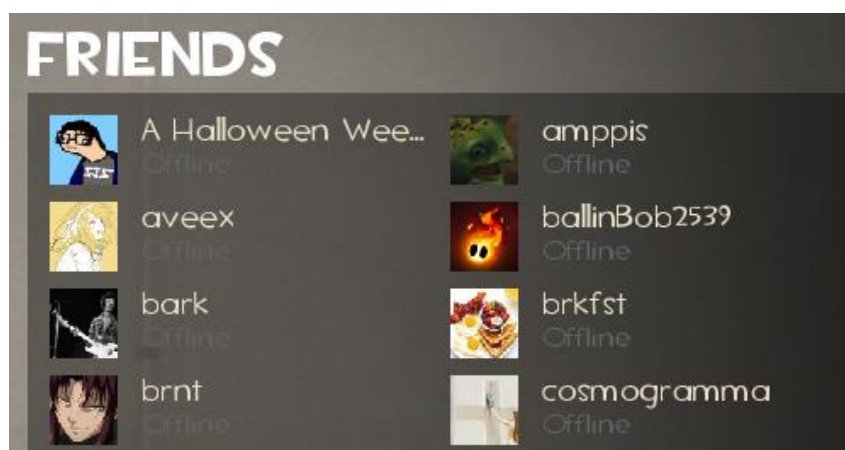 FRIENDS
A Halloween Wee...
Offline
amppis
Offline
aveex
Offline
ballinBob2539
Offline
bark
Offline
brkfst
Offline
brnt
Offline
cosmogramma
Offline